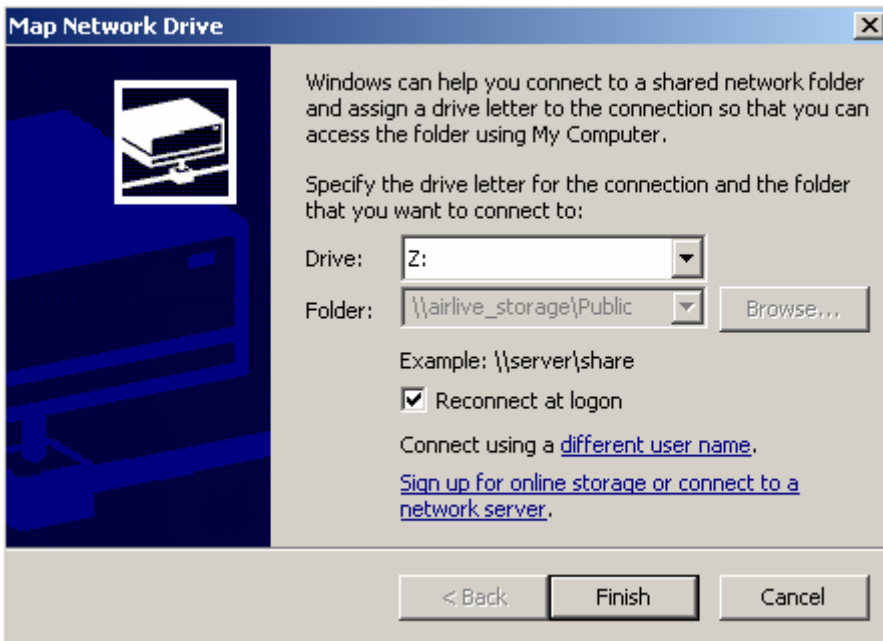 Map Network Drive
Windows can help you connect to a shared network folder
and assign a drive letter to the connection so that you can
access the folder using My Computer.
Specify the drive letter for the connection and the folder
that you want to connect to:
Drive: Z:
Folder: \\airlive_storage\Public Browse...
Example: \\server\share
Reconnect at logon
Connect using a different user name.
Sign up for online storage or connect to a
network server.
< Back Finish Cancel